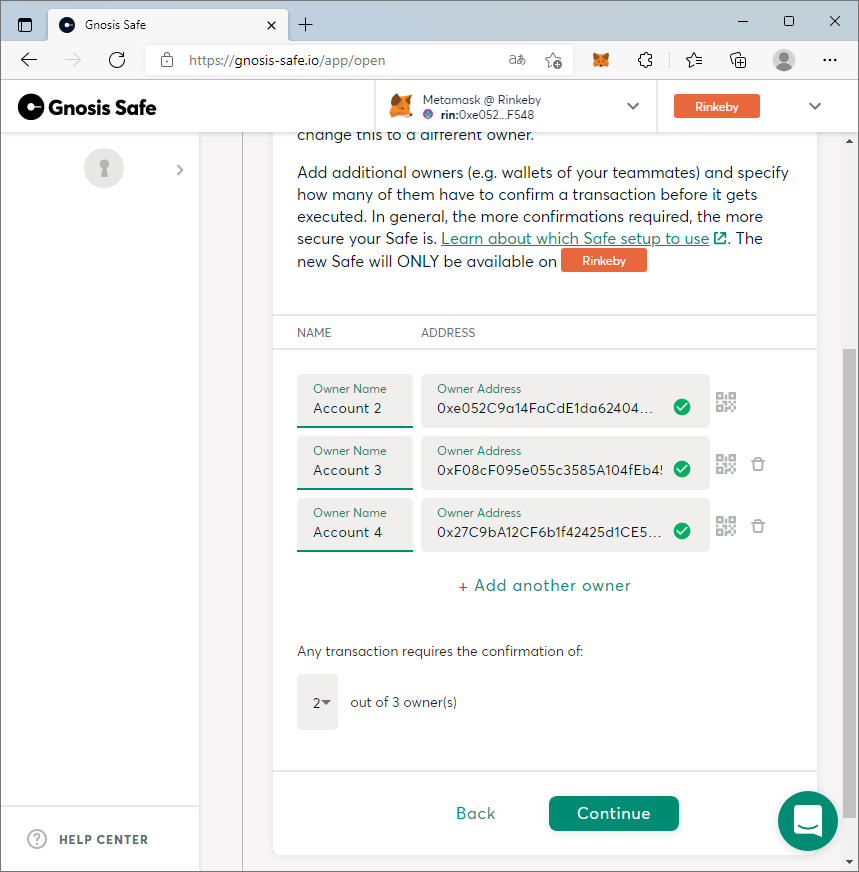 Gnosis Safe
https://gnosis-safe.io/app/open
aあ
Gnosis Safe
Metamask @ Rinkeby
rin:0xe052...F548
Rinkeby
change this to a different owner.
Add additional owners (e.g. wallets of your teammates) and specify
how many of them have to confirm a transaction before it gets
executed. In general, the more confirmations required, the more
secure your Safe is. Learn about which Safe setup to use. The
new Safe will ONLY be available on Rinkeby
NAME ADDRESS
Owner Name Owner Address
Account 2 0xe052C9a14FaCdE1da62404...
Owner Name Owner Address
Account 3 0xF08cF095e055c3585A104fEb45
Owner Name Owner Address
Account 4 0x27C9bA12CF6b1f42425d1CE5...
+ Add another owner
Any transaction requires the confirmation of:
2 out of 3 owner(s)
Back Continue
HELP CENTER